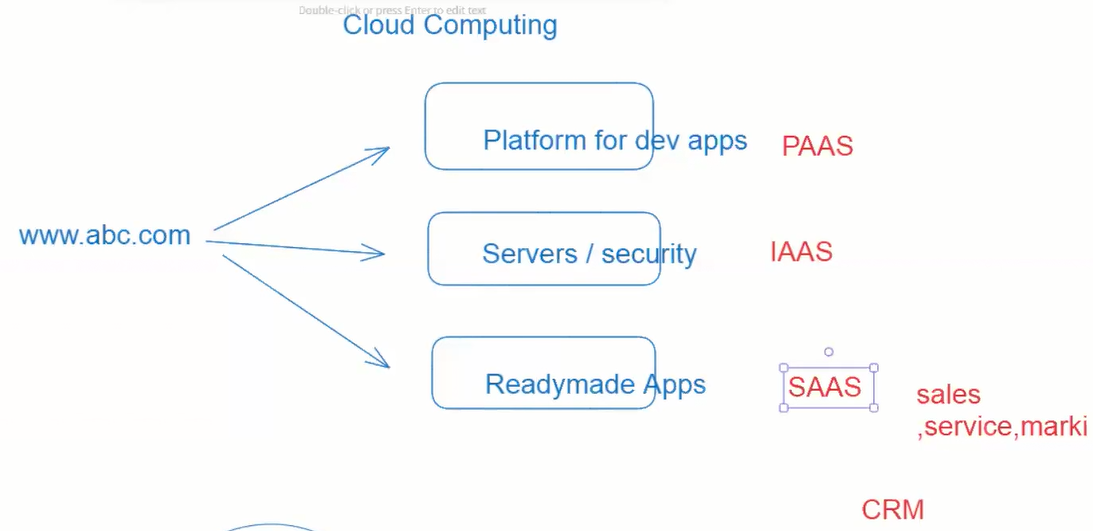 Double-click or press Enter to edit text
Cloud Computing
Platform for dev apps
PAAS
www.abc.com
Servers / security
IAAS
Readymade Apps
SAAS
sales
,service,marki
CRM